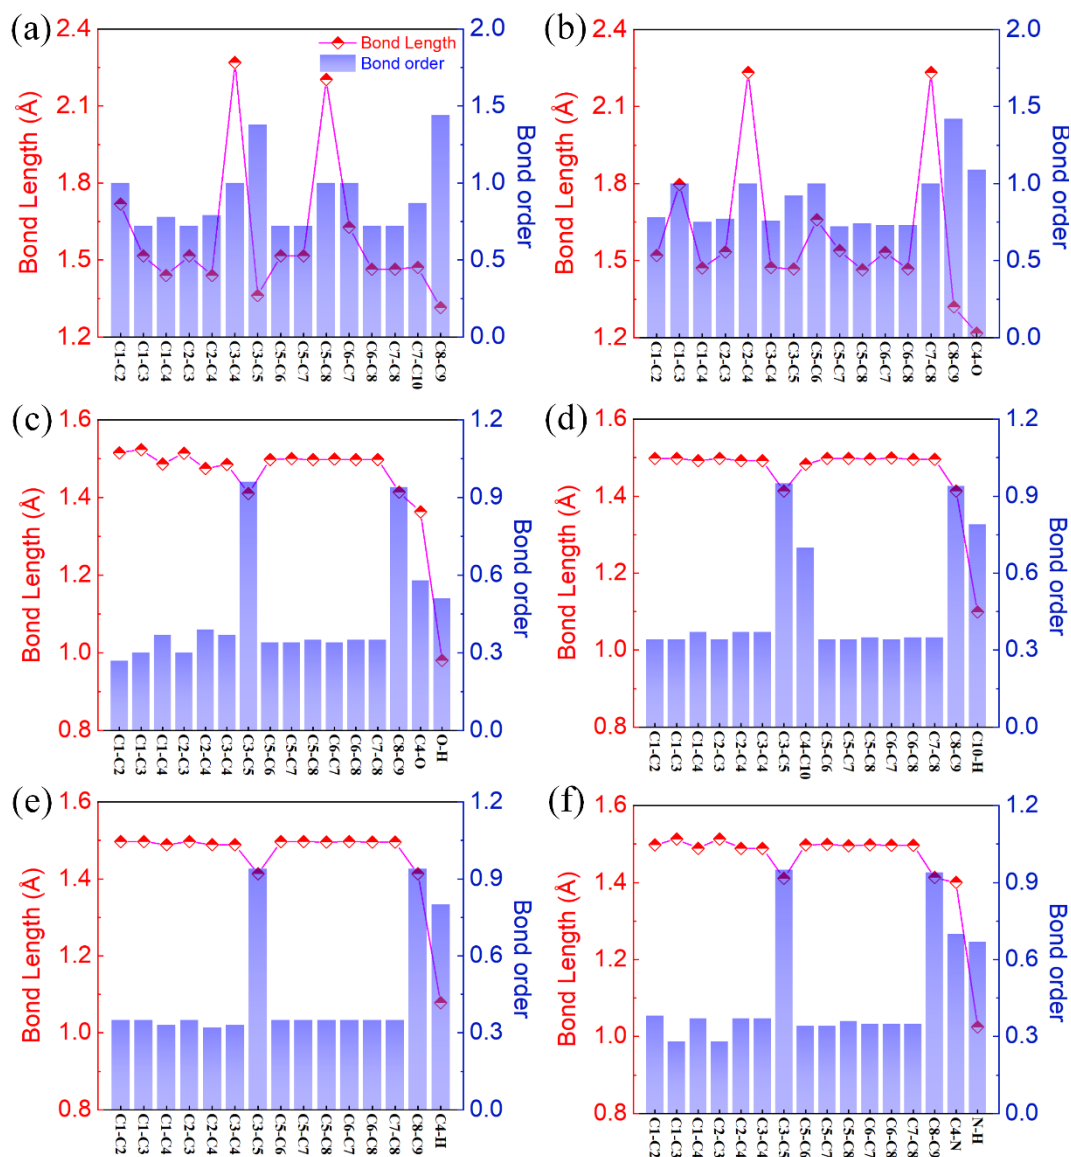 (a)
2.4
2.1
1.8
1.5
1.2
Bond Length (Å)
Bond Length
Bond order
2.0
1.5
1.0
0.5
0.0
Bond order
C1-C2
C1-C3
C1-C4
C2-C3
C2-C4
C3-C4
C3-C5
C5-C6
C5-C7
C5-C8
C6-C7
C6-C8
C7-C8
C7-C10
C8-C9
(b)
2.4
2.1
1.8
1.5
1.2
Bond Length (Å)
2.0
1.5
1.0
0.5
0.0
Bond order
C1-C2
C1-C3
C1-C4
C2-C3
C2-C4
C3-C4
C3-C5
C5-C6
C5-C7
C5-C8
C6-C7
C6-C8
C7-C8
C8-C9
C4-O
(c)
1.6
1.4
1.2
1.0
0.8
Bond Length (Å)
1.2
0.9
0.6
0.3
0.0
Bond order
C1-C2
C1-C3
C1-C4
C2-C3
C2-C4
C3-C4
C3-C5
C5-C6
C5-C7
C5-C8
C6-C7
C6-C8
C7-C8
C8-C9
C4-O
O-H
(d)
1.6
1.4
1.2
1.0
0.8
Bond Length (Å)
1.2
0.9
0.6
0.3
0.0
Bond order
C1-C2
C1-C3
C1-C4
C2-C3
C2-C4
C3-C4
C3-C5
C4-C10
C5-C6
C5-C7
C5-C8
C6-C7
C6-C8
C7-C8
C8-C9
C10-H
(e)
1.6
1.4
1.2
1.0
0.8
Bond Length (Å)
1.2
0.9
0.6
0.3
0.0
Bond order
C1-C2
C1-C3
C1-C4
C2-C3
C2-C4
C3-C4
C3-C5
C5-C6
C5-C7
C5-C8
C6-C7
C6-C8
C7-C8
C8-C9
C4-H
(f)
1.6
1.4
1.2
1.0
0.8
Bond Length (Å)
1.2
0.9
0.6
0.3
0.0
Bond order
C1-C2
C1-C3
C1-C4
C2-C3
C2-C4
C3-C4
C3-C5
C5-C6
C5-C7
C5-C8
C6-C7
C6-C8
C7-C8
C8-C9
C4-N
N-H